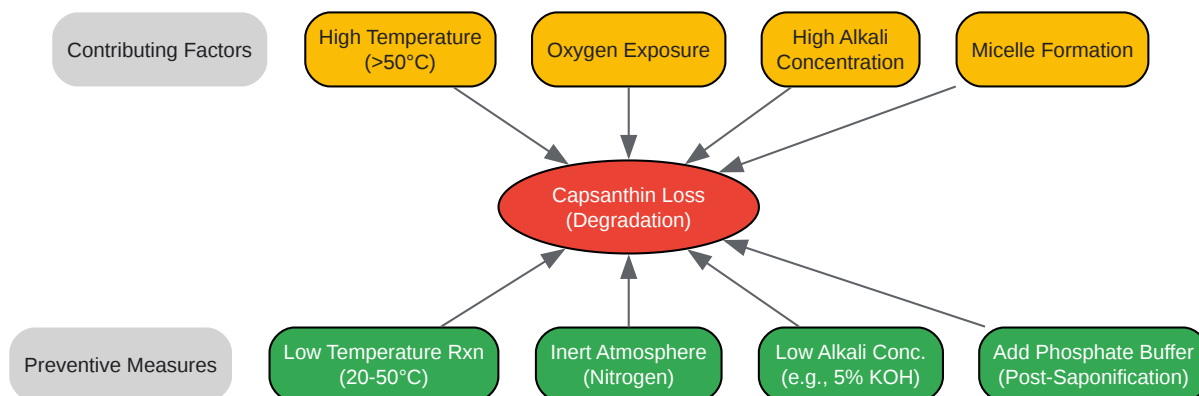 Contributing Factors
High Temperature
(>50°C)
Oxygen Exposure
High Alkali
Concentration
Micelle Formation
Capsanthin Loss
(Degradation)
Preventive Measures
Low Temperature Rxn
(20-50°C)
Inert Atmosphere
(Nitrogen)
Low Alkali Conc.
(e.g., 5% KOH)
Add Phosphate Buffer
(Post-Saponification)